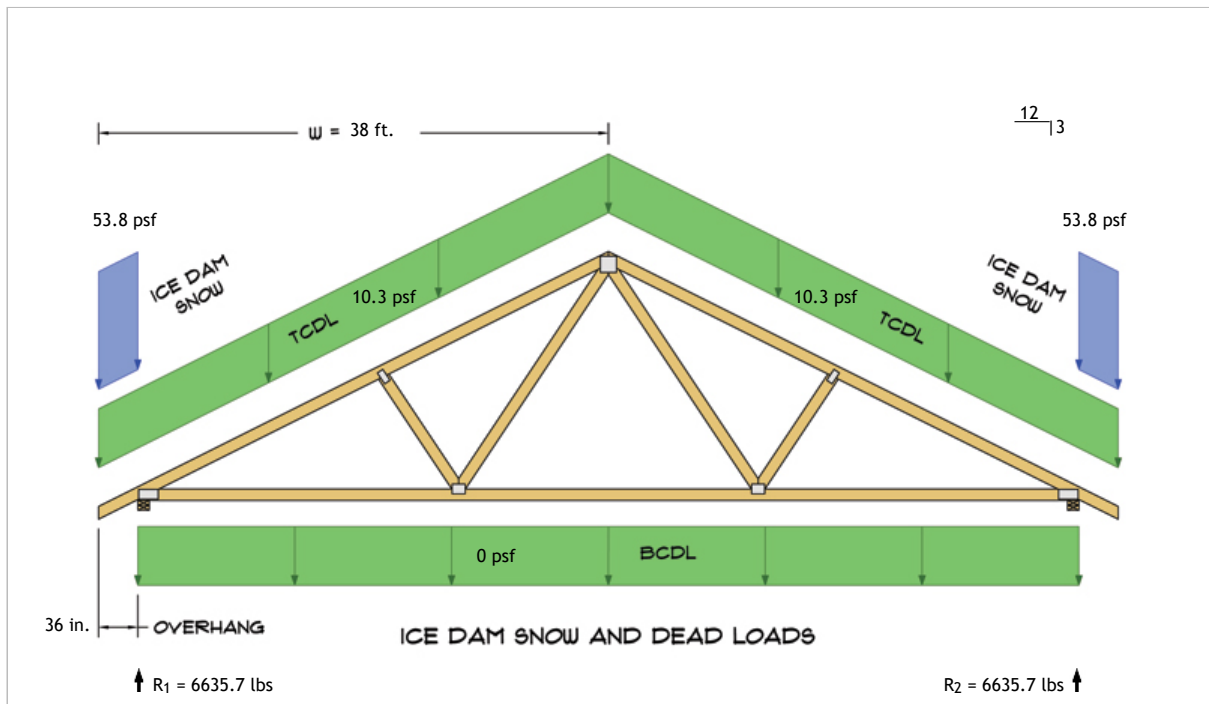 12
3
W = 38 ft.
53.8 psf
53.8 psf
ICE DAM
SNOW
ICE DAM
SNOW
10.3 psf
10.3 psf
TCDL
TCDL
0 psf
BCDL
36 in.
OVERHANG
ICE DAM SNOW AND DEAD LOADS
R1 = 6635.7 lbs
R2 = 6635.7 lbs